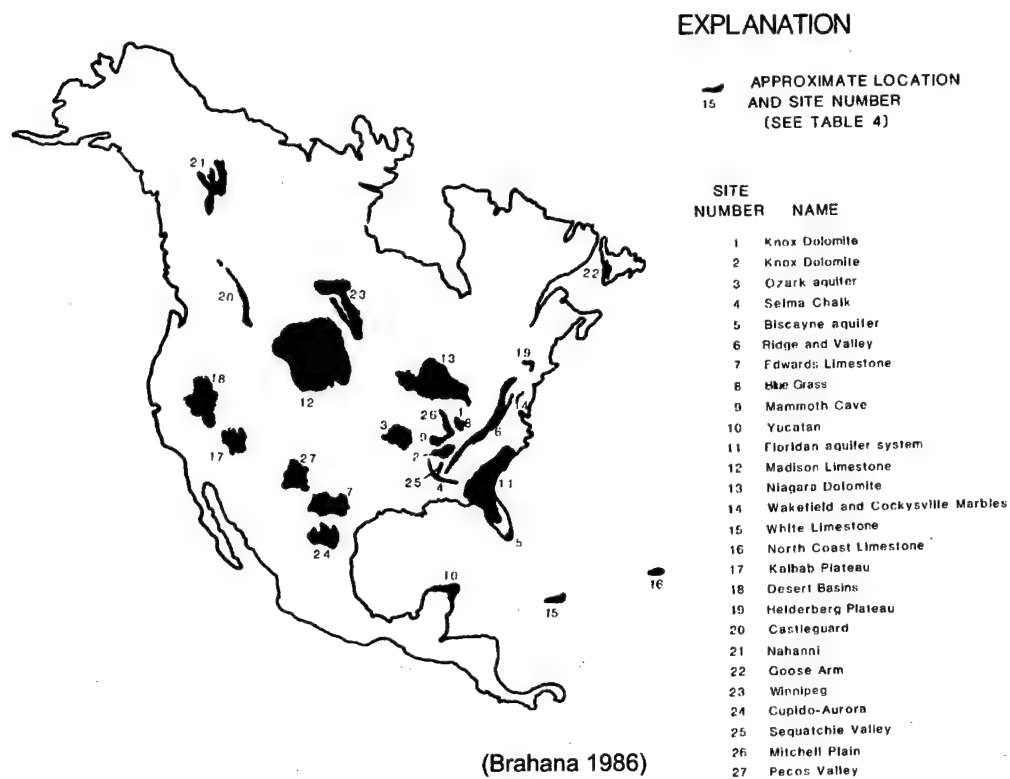 EXPLANATION
APPROXIMATE LOCATION
15 AND SITE NUMBER
(SEE TABLE 4)
SITE
NUMBER NAME
1 Knox Dolomite
2 Knox Dolomite
3 Ozark aquifer
4 Selma Chalk
5 Biscayne aquifer
6 Ridge and Valley
7 Edwards Limestone
8 Blue Grass
9 Mammoth Cave
10 Yucatan
11 Floridan aquifer system
12 Madison Limestone
13 Niagara Dolomite
14 Wakefield and Cockysville Marbles
15 White Limestone
16 North Coast Limestone
17 Kaibab Plateau
18 Desert Basins
19 Helderberg Plateau
20 Castleguard
21 Nahanni
22 Goose Arm
23 Winnipeg
24 Cupido-Aurora
25 Sequatchie Valley
26 Mitchell Plain
27 Pecos Valley
21
22
20
23
19
13
18
12
14
26
1
8
6
3
9
17
2
27
25
4
11
7
24
5
10
16
15
(Brahana 1986)